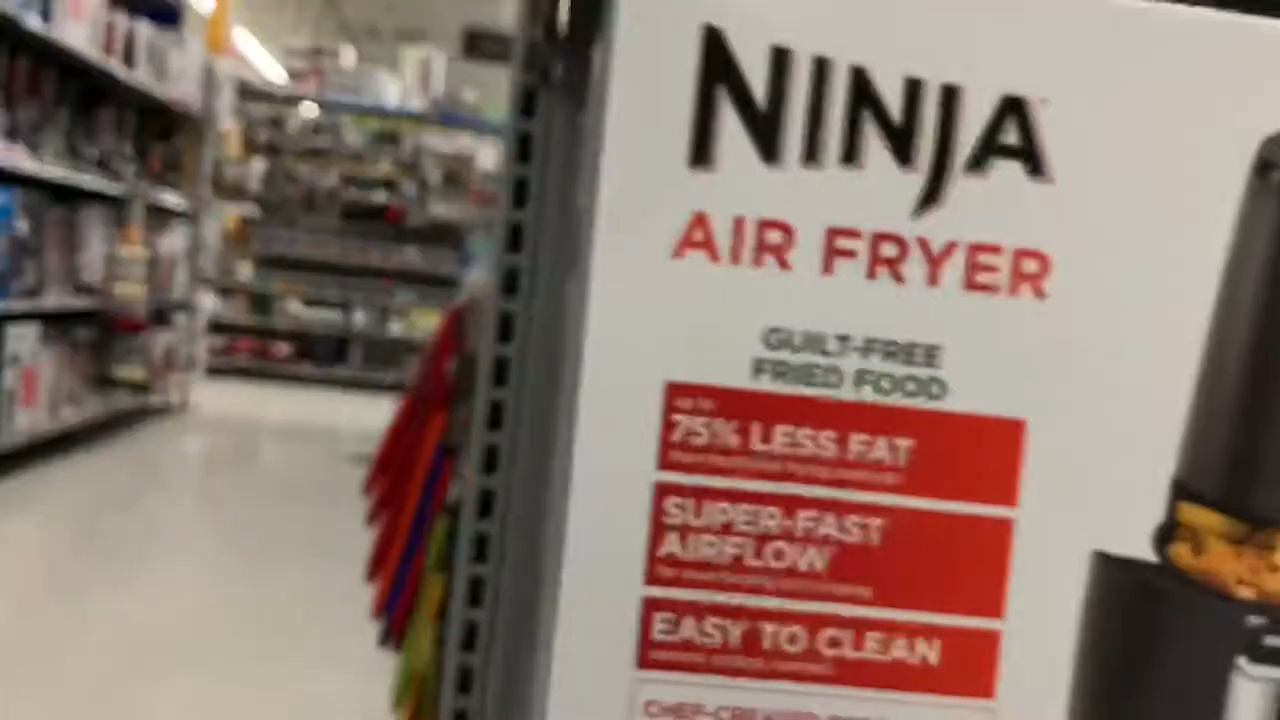 NINJA
AIR FRYER
GUILT-FREE
FRIED FOOD
75% LESS FAT
SUPER-FAST
AIRFLOW
EASY TO CLEAN